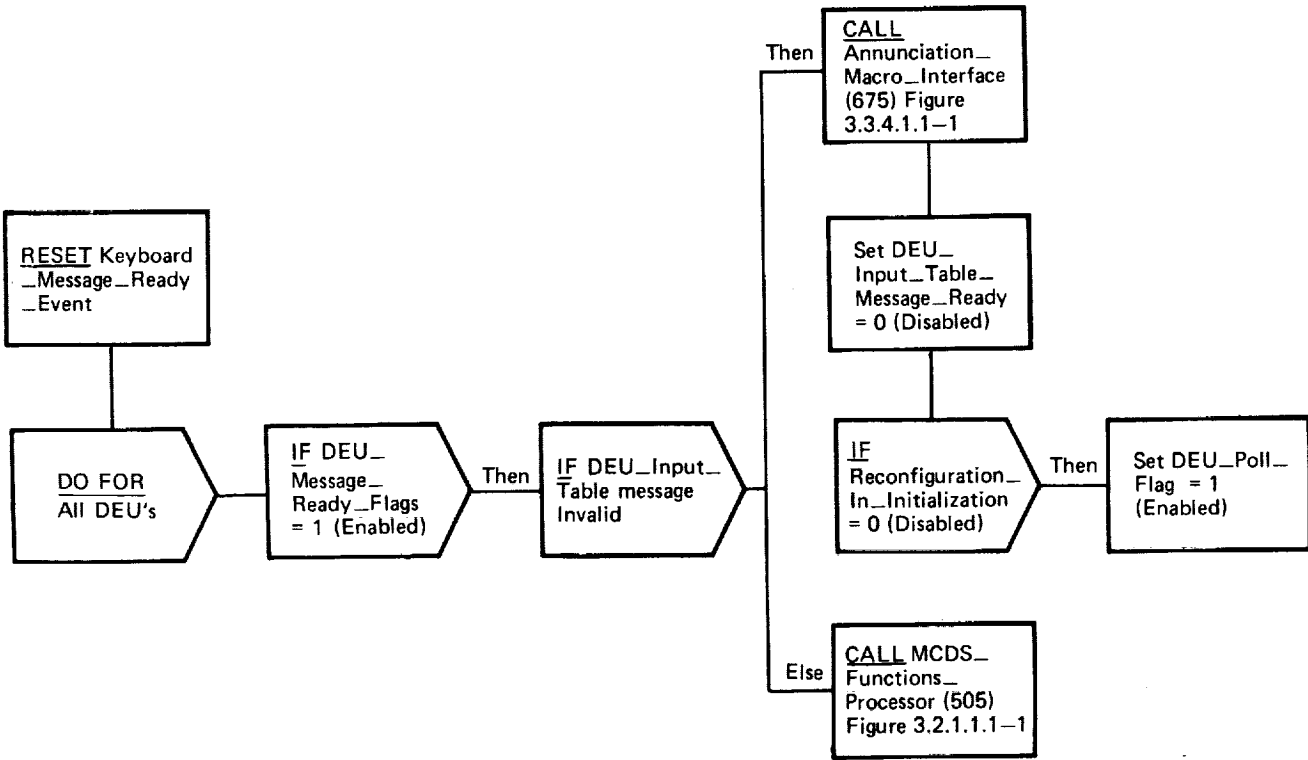 RESET Keyboard
_Message_Ready
_Event
DO FOR
All DEU's
IF DEU_
Message_
Ready_Flags
= 1 (Enabled)
Then
IF DEU_Input_
Table message
Invalid
Then
CALL
Annunciation_
Macro_Interface
(675) Figure
3.3.4.1.1-1
Set DEU_
Input_Table_
Message_Ready
= 0 (Disabled)
IF
Reconfiguration_
In_Initialization
= 0 (Disabled)
Then
Set DEU_Poll_
Flag = 1
(Enabled)
Else
CALL MCDS_
Functions_
Processor (505)
Figure 3.2.1.1.1-1